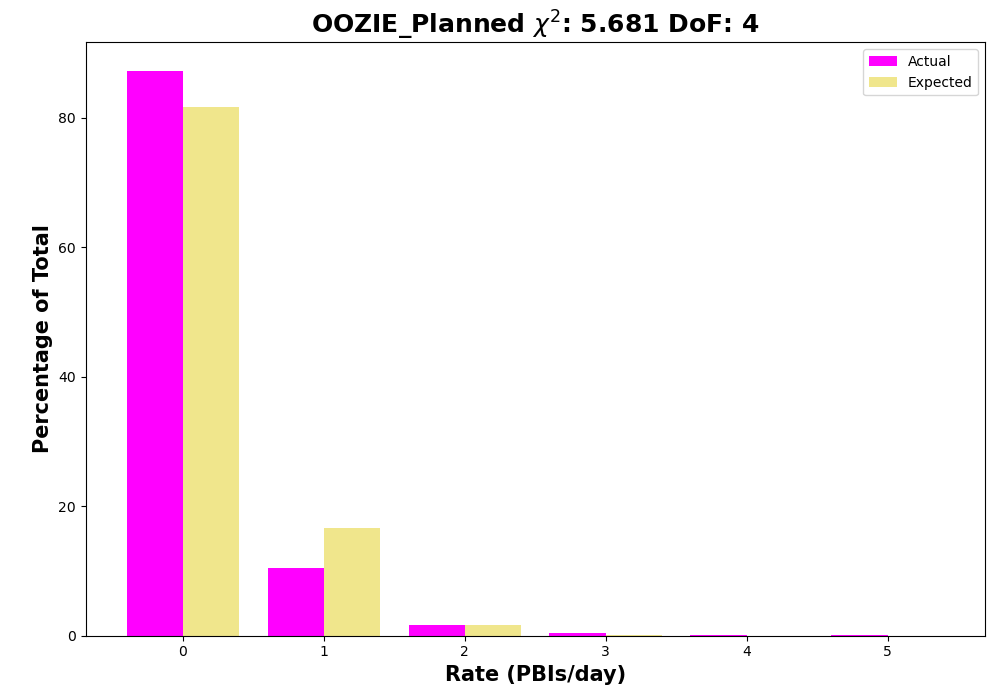 OOZIE_Planned χ²: 5.681 DoF: 4
Actual
Expected
Percentage of Total
80
60
40
20
0
0 1 2 3 4 5
Rate (PBIs/day)